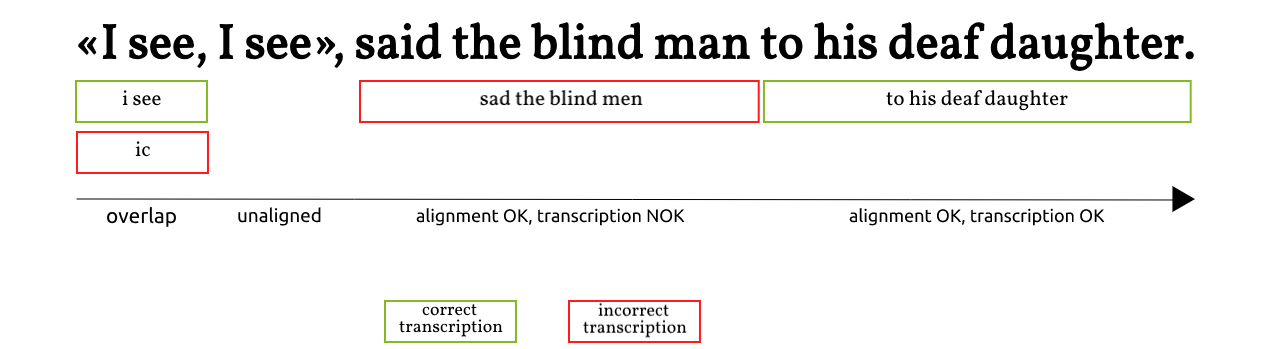 «I see, I see», said the blind man to his deaf daughter.
i see
sad the blind men
to his deaf daughter
ic
overlap
unaligned
alignment OK, transcription NOK
alignment OK, transcription OK
correct
transcription
incorrect
transcription